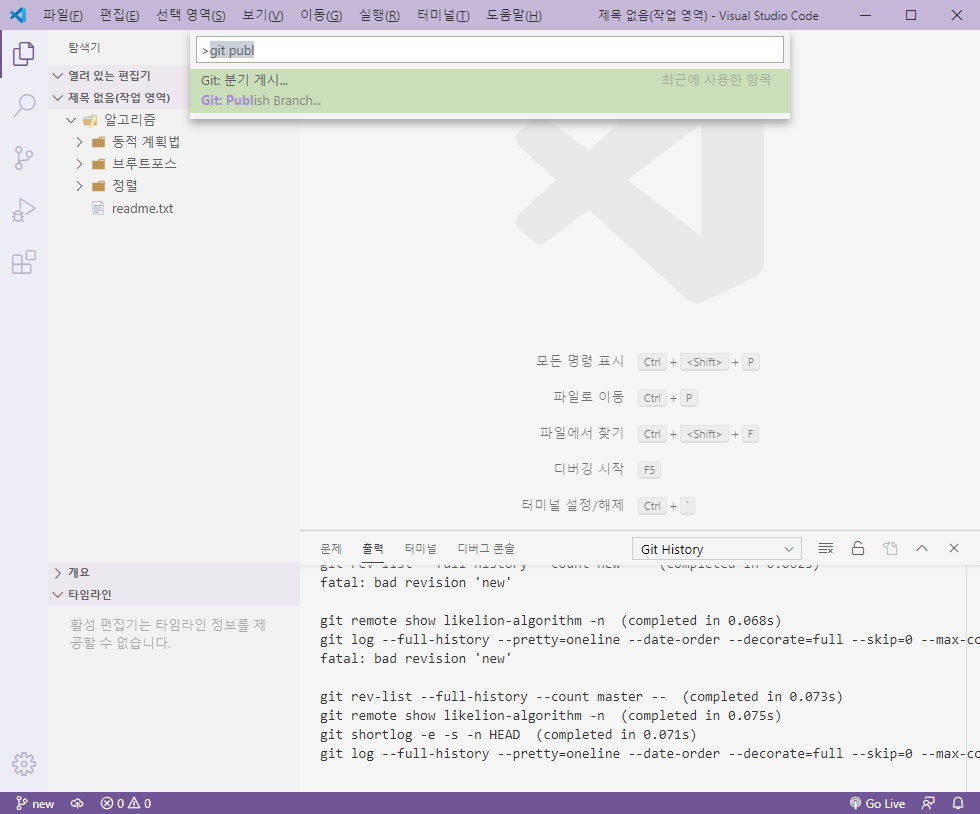 파일(F) 편집(E) 선택 영역(S) 보기(V) 이동(G) 실행(R) 터미널(T) 도움말(H) 제목 없음(작업 영역) - Visual Studio Code
탐색기
>git publ
Git: 분기 게시... 최근에 사용한 항목
Git: Publish Branch...
열려 있는 편집기
제목 없음(작업 영역)
알고리즘
동적 계획법
브루트포스
정렬
readme.txt
모든 명령 표시 Ctrl + <Shift> + P
파일로 이동 Ctrl + P
파일에서 찾기 Ctrl + <Shift> + F
디버깅 시작 F5
터미널 설정/해제 Ctrl + `
문제 출력 터미널 디버그 콘솔 Git History
git rev-list --full-history --count new -- (completed in 0.062s)
fatal: bad revision 'new'
git remote show likelion-algorithm -n (completed in 0.068s)
git log --full-history --pretty=oneline --date-order --decorate=full --skip=0 --max-co
fatal: bad revision 'new'
git rev-list --full-history --count master -- (completed in 0.073s)
git remote show likelion-algorithm -n (completed in 0.075s)
git shortlog -e -s -n HEAD (completed in 0.071s)
git log --full-history --pretty=oneline --date-order --decorate=full --skip=0 --max-co
개요
타임라인
활성 편집기는 타임라인 정보를 제
공할 수 없습니다.
new 0 0 Go Live